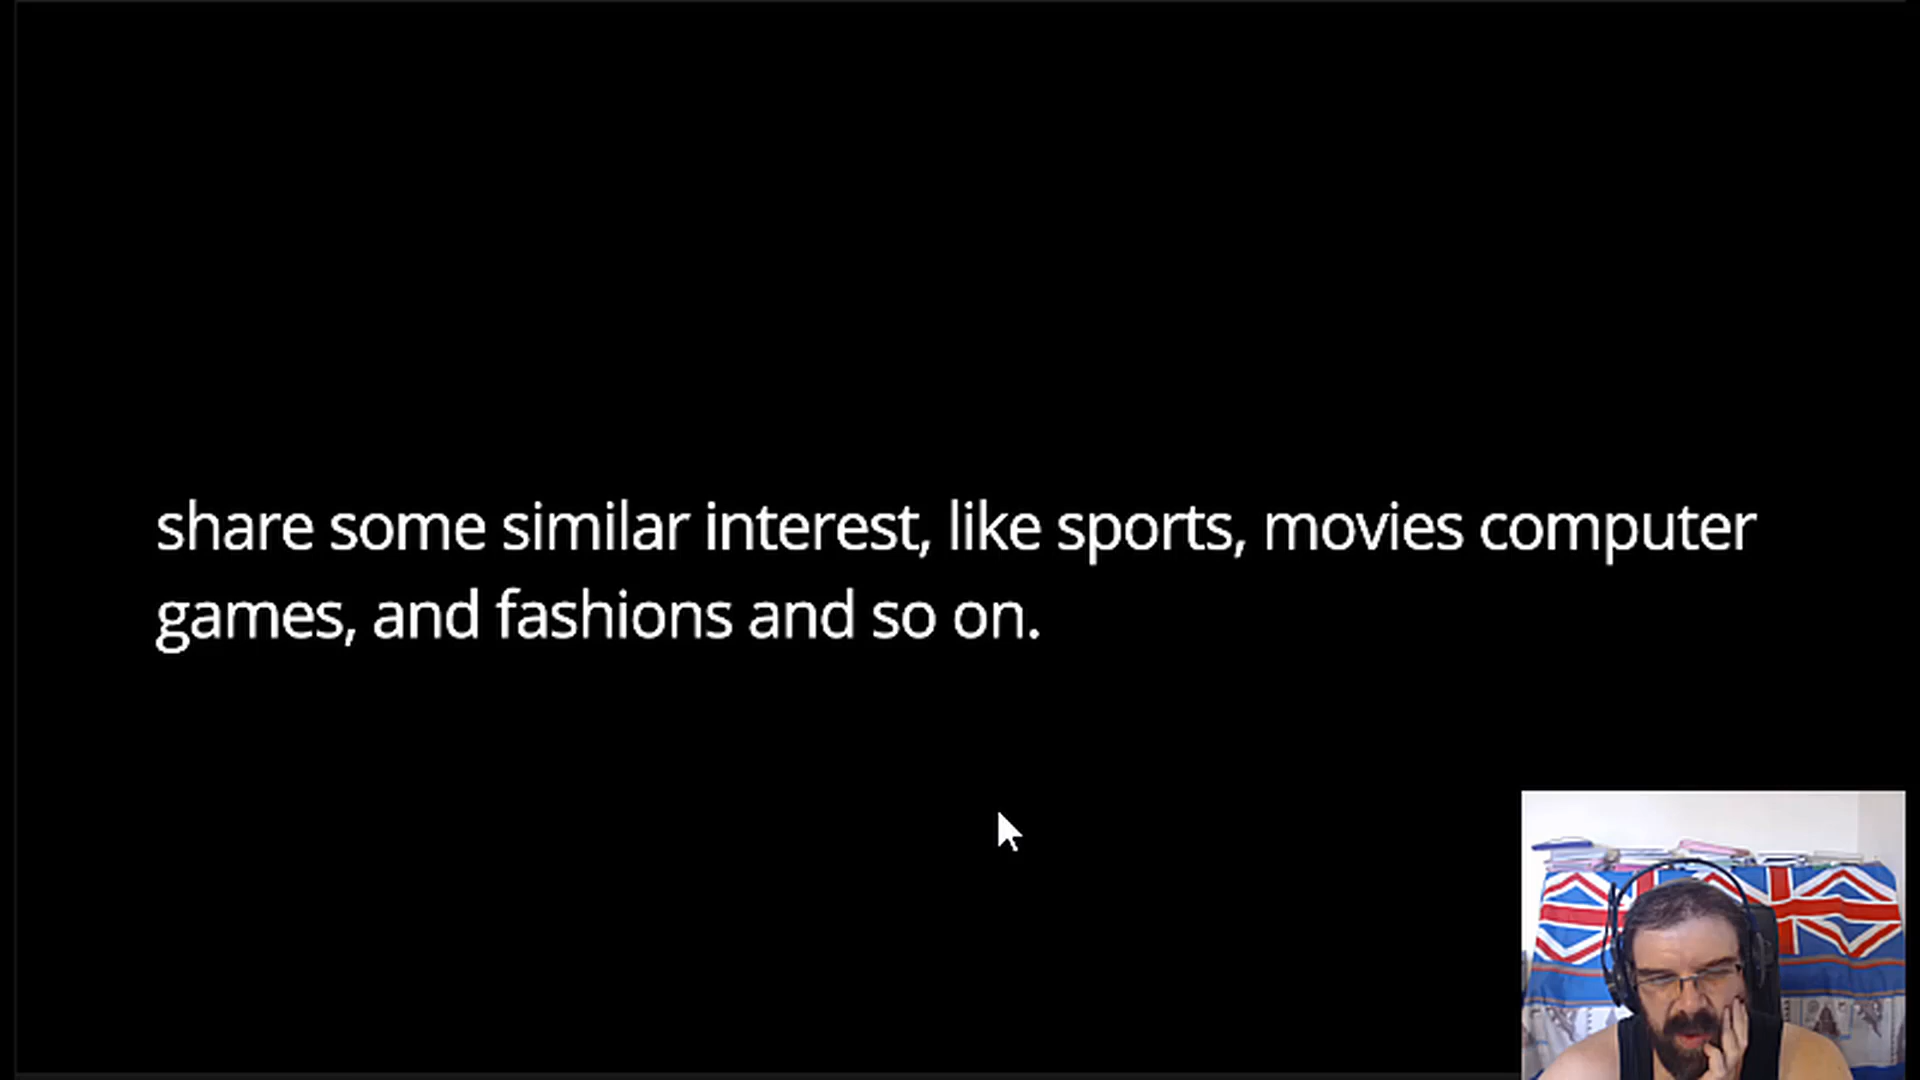 share some similar interest, like sports, movies computer
games, and fashions and so on.